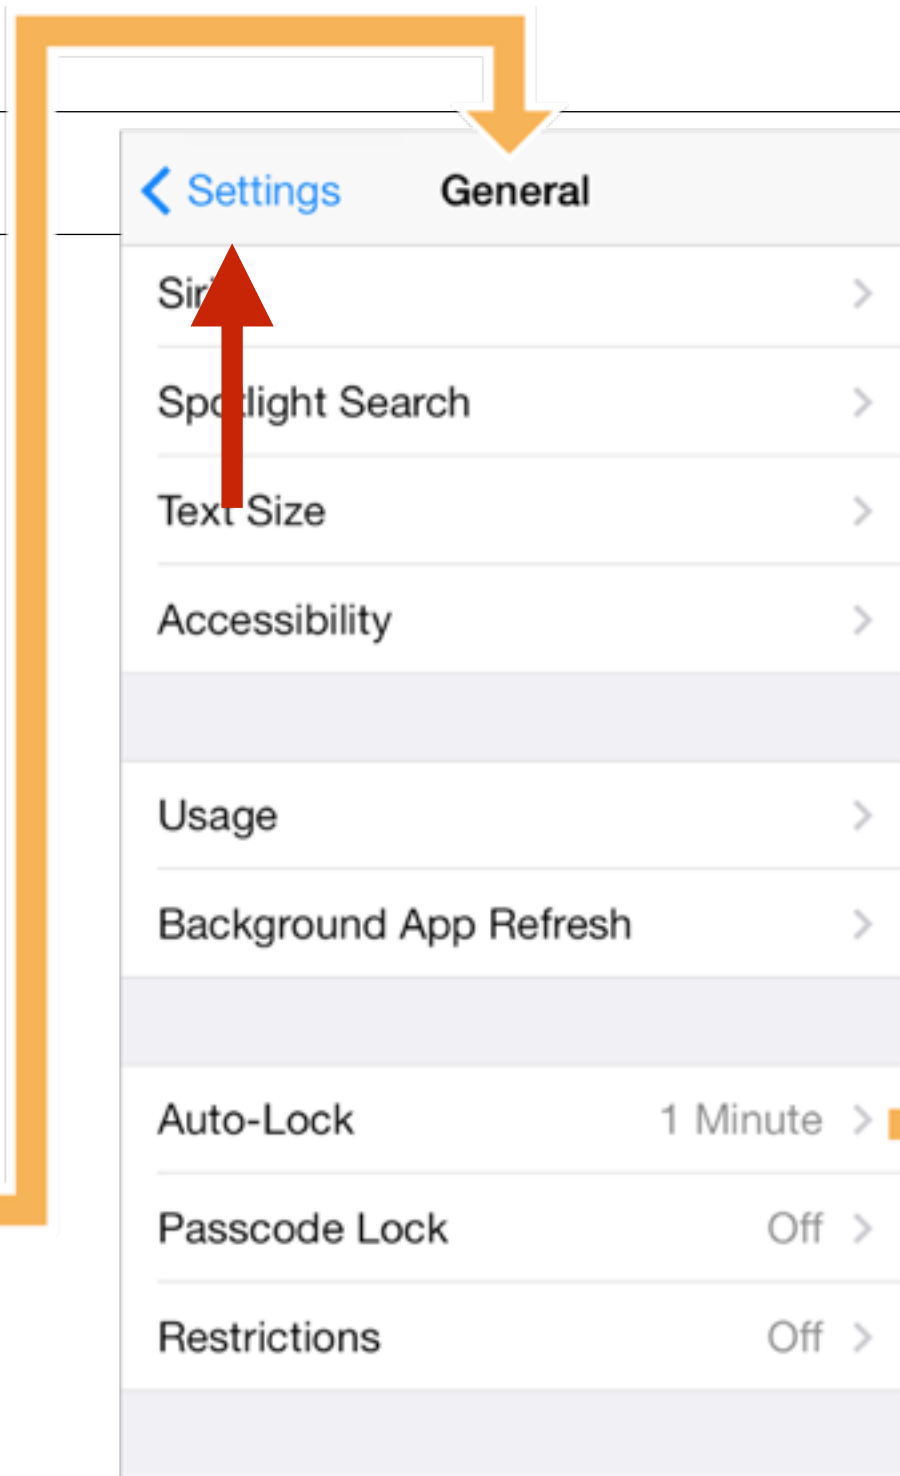 Settings General
Siri
Spotlight Search
Text Size
Accessibility
Usage
Background App Refresh
Auto-Lock 1 Minute
Passcode Lock Off
Restrictions Off